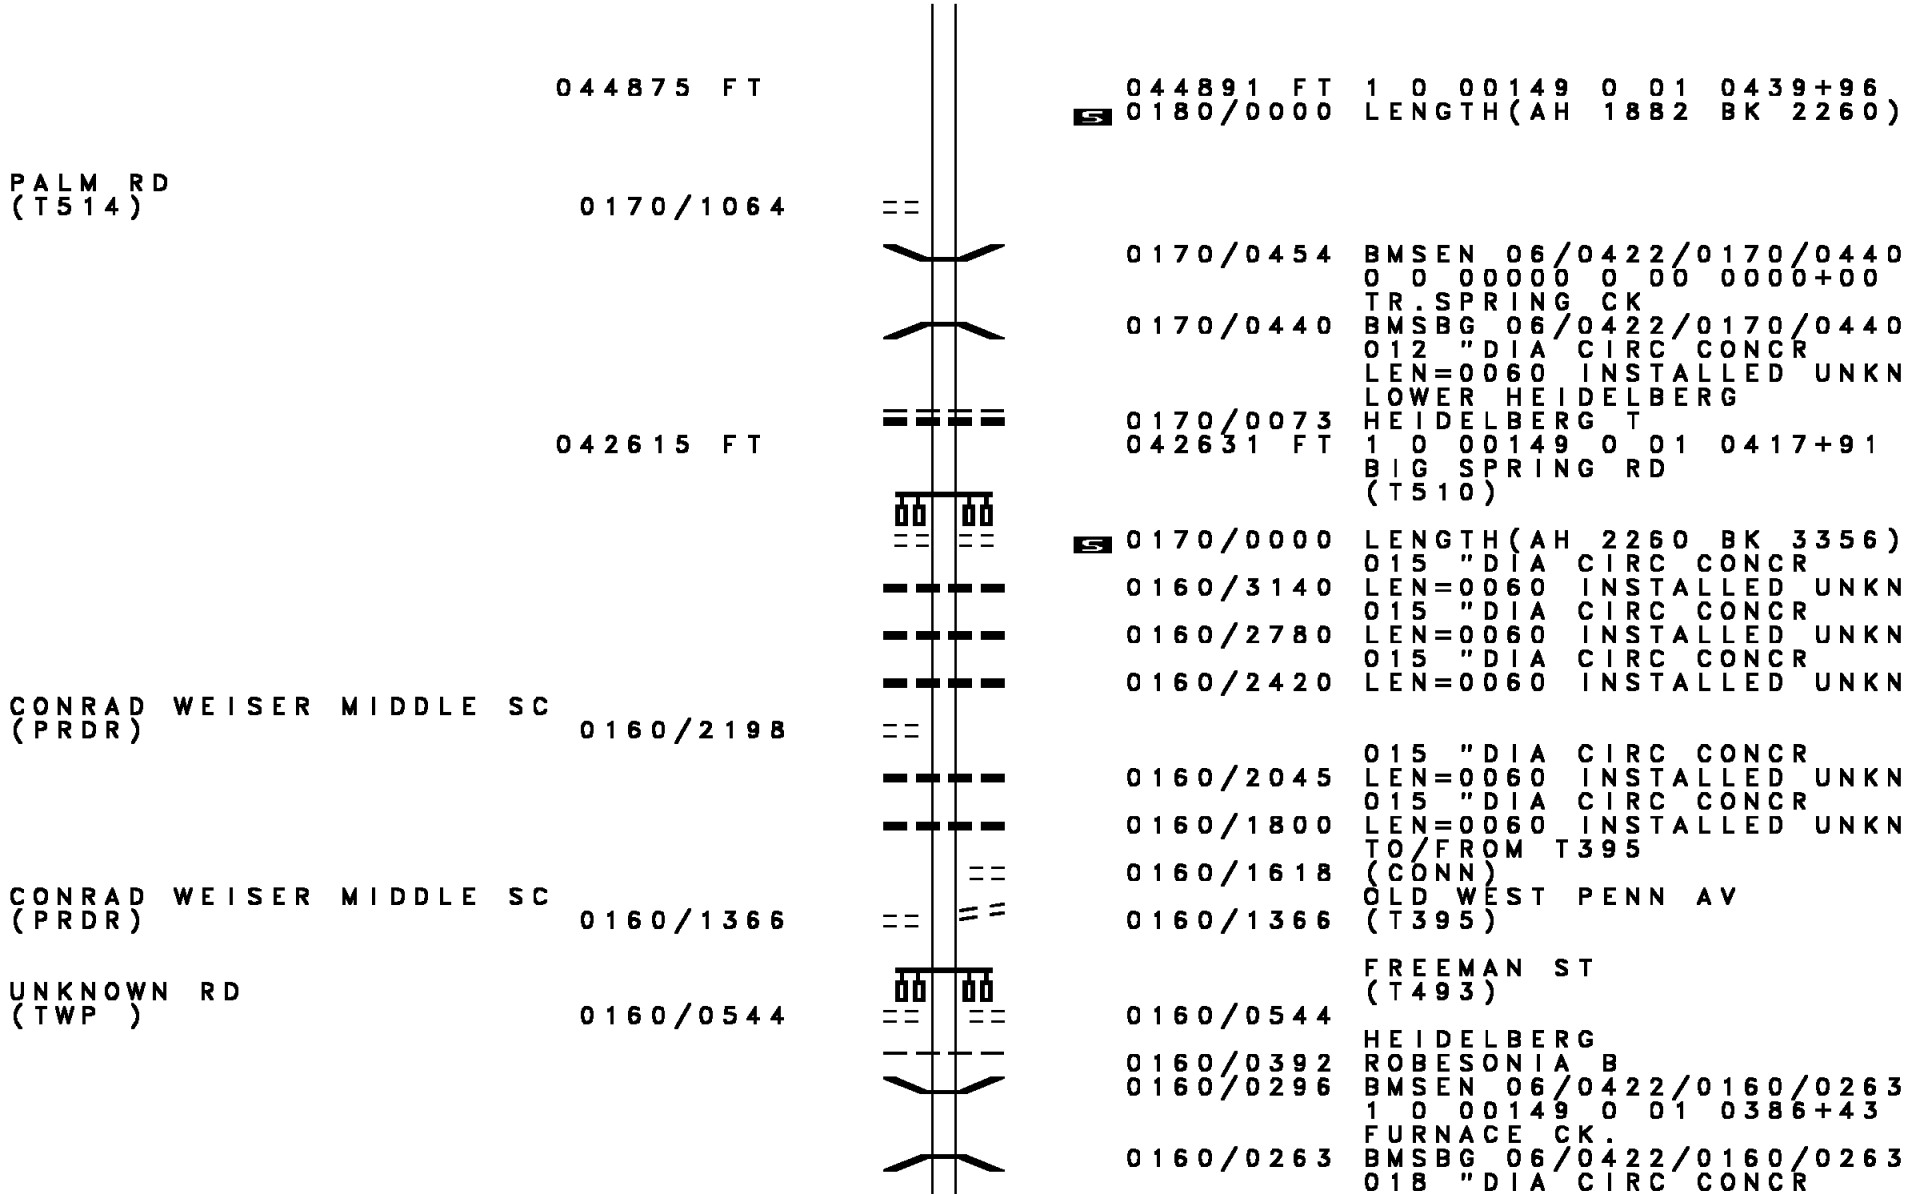 044875 FT 044891 FT 1 0 00149 0 01 0439+96
S 0180/0000 LENGTH(AH 1882 BK 2260)
PALM RD
(T514) 0170/1064
0170/0454 BMSEN 06/0422/0170/0440
0 0 00000 0 00 0000+00
TR.SPRING CK
0170/0440 BMSBG 06/0422/0170/0440
012 "DIA CIRC CONCR
LEN=0060 INSTALLED UNKN
LOWER HEIDELBERG
0170/0073 HEIDELBERG T
042615 FT 042631 FT 1 0 00149 0 01 0417+91
BIG SPRING RD
(T510)
S 0170/0000 LENGTH(AH 2260 BK 3356)
015 "DIA CIRC CONCR
0160/3140 LEN=0060 INSTALLED UNKN
015 "DIA CIRC CONCR
0160/2780 LEN=0060 INSTALLED UNKN
015 "DIA CIRC CONCR
0160/2420 LEN=0060 INSTALLED UNKN
CONRAD WEISER MIDDLE SC
(PRDR) 0160/2198
015 "DIA CIRC CONCR
0160/2045 LEN=0060 INSTALLED UNKN
015 "DIA CIRC CONCR
0160/1800 LEN=0060 INSTALLED UNKN
TO/FROM T395
0160/1618 (CONN)
CONRAD WEISER MIDDLE SC OLD WEST PENN AV
(PRDR) 0160/1366 0160/1366 (T395)
FREEMAN ST
UNKNOWN RD (T493)
(TWP ) 0160/0544 0160/0544
HEIDELBERG
0160/0392 ROBESONIA B
0160/0296 BMSEN 06/0422/0160/0263
1 0 00149 0 01 0386+43
FURNACE CK.
0160/0263 BMSBG 06/0422/0160/0263
018 "DIA CIRC CONCR